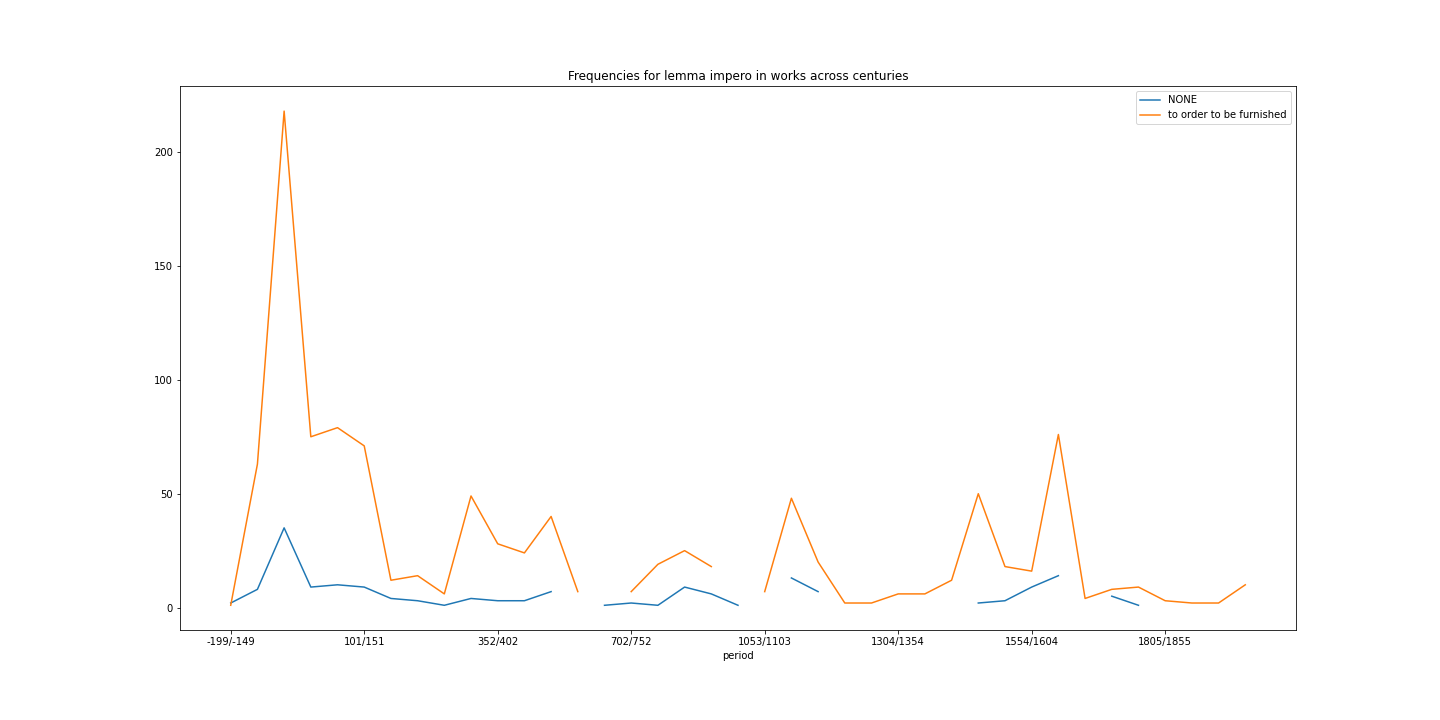 Frequencies for lemma impero in works across centuries
NONE
to order to be furnished
200
150
100
50
0
-199/-149 101/151 352/402 702/752 1053/1103 1304/1354 1554/1604 1805/1855
period